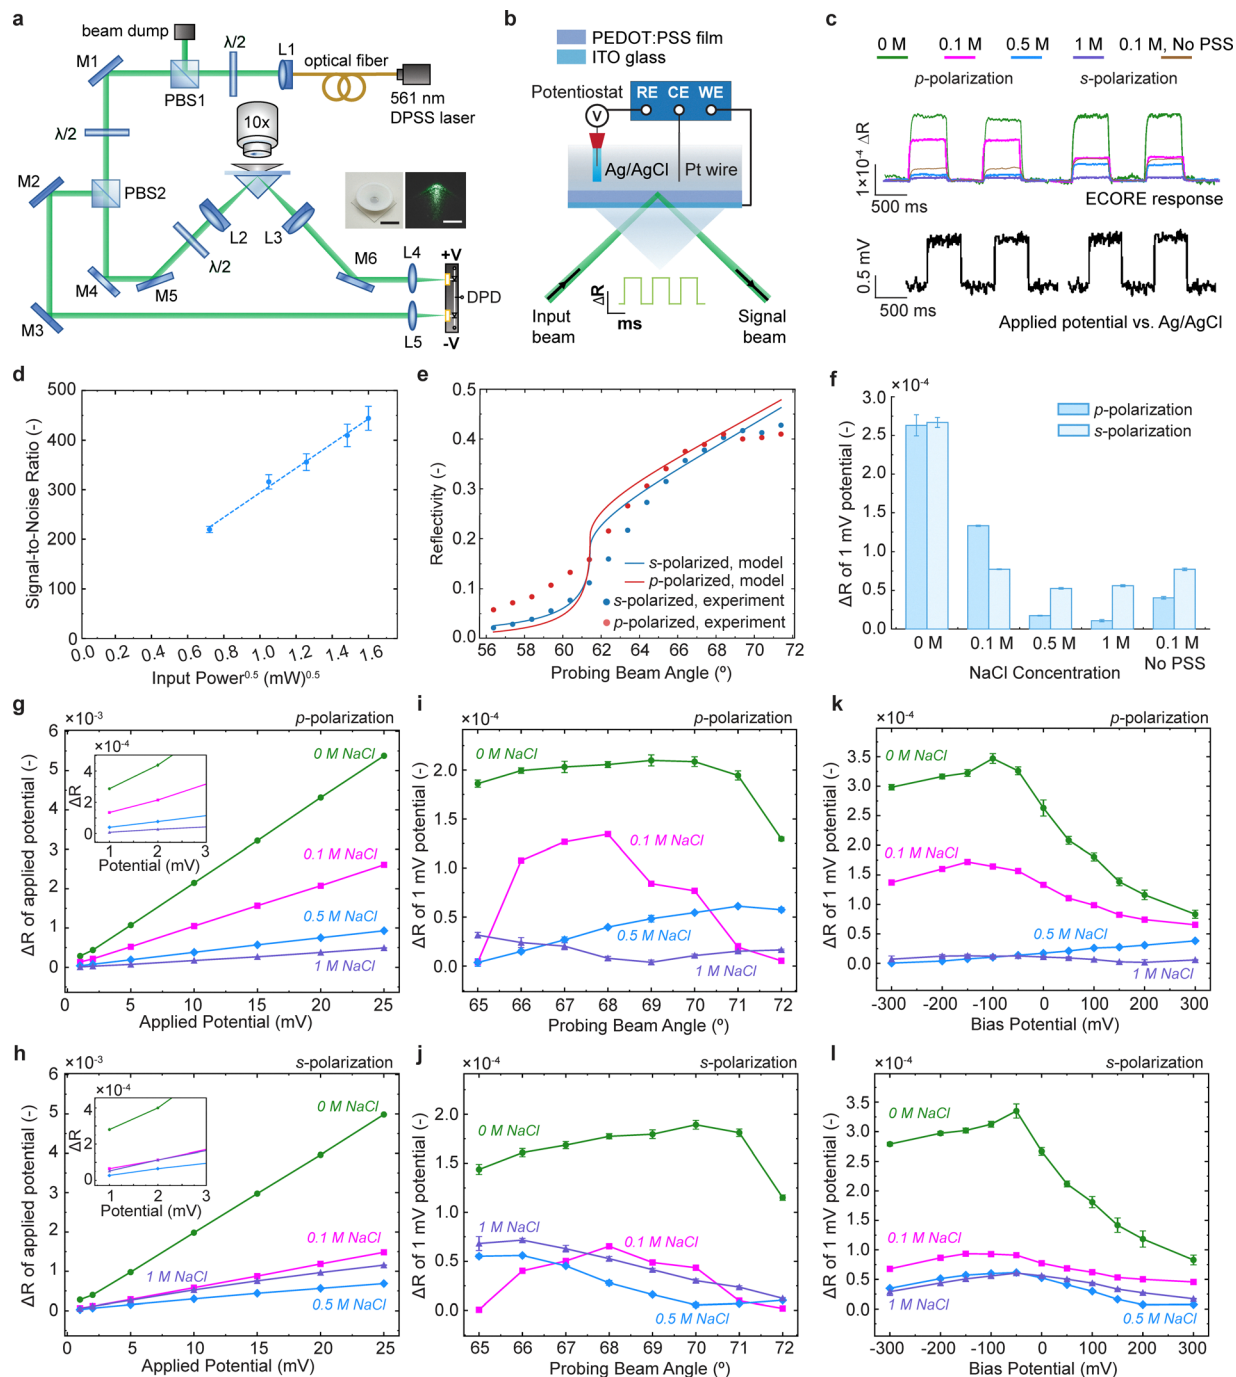 a
beam dump
M1
λ/2
L1
optical fiber
PBS1
561 nm
DPSS laser
10x
λ/2
M2
PBS2
L2
L3
λ/2
M4
M5
M6
L4
+V
DPD
M3
L5
-V
b
PEDOT:PSS film
ITO glass
Potentiostat
RE CE WE
V
Ag/AgCl
Pt wire
ΔR
ms
Input
beam
Signal
beam
c
0 M 0.1 M 0.5 M 1 M 0.1 M, No PSS
p-polarization s-polarization
1×10⁻⁴ ΔR
500 ms
ECORE response
0.5 mV
500 ms
Applied potential vs. Ag/AgCl
d
500
400
300
200
100
0
Signal-to-Noise Ratio (-)
0.0 0.2 0.4 0.6 0.8 1.0 1.2 1.4 1.6
Input Power⁰·⁵ (mW)⁰·⁵
e
0.5
0.4
0.3
0.2
0.1
0.0
Reflectivity (-)
s-polarized, model
p-polarized, model
s-polarized, experiment
p-polarized, experiment
56 58 60 62 64 66 68 70 72
Probing Beam Angle (º)
f
×10⁻⁴
3.0
2.5
2.0
1.5
1.0
0.5
0.0
ΔR of 1 mV potential (-)
p-polarization
s-polarization
0 M 0.1 M 0.5 M 1 M 0.1 M
No PSS
NaCl Concentration
g
×10⁻³
p-polarization
6
5
4
3
2
1
0
ΔR of applied potential (-)
×10⁻⁴
4
2
0
ΔR
1 2 3
Potential (mV)
0 M NaCl
0.1 M NaCl
0.5 M NaCl
1 M NaCl
0 5 10 15 20 25
Applied Potential (mV)
i
×10⁻⁴
p-polarization
2.0
1.5
1.0
0.5
0.0
ΔR of 1 mV potential (-)
0 M NaCl
0.1 M NaCl
0.5 M NaCl
1 M NaCl
65 66 67 68 69 70 71 72
Probing Beam Angle (º)
k
×10⁻⁴
p-polarization
3.5
3.0
2.5
2.0
1.5
1.0
0.5
0.0
ΔR of 1 mV potential (-)
0 M NaCl
0.1 M NaCl
0.5 M NaCl
1 M NaCl
-300 -200 -100 0 100 200 300
Bias Potential (mV)
h
×10⁻³
s-polarization
6
5
4
3
2
1
0
ΔR of applied potential (-)
×10⁻⁴
4
2
0
ΔR
1 2 3
Potential (mV)
0 M NaCl
0.1 M NaCl
1 M NaCl
0.5 M NaCl
0 5 10 15 20 25
Applied Potential (mV)
j
×10⁻⁴
s-polarization
2.0
1.5
1.0
0.5
0.0
ΔR of 1 mV potential (-)
0 M NaCl
1 M NaCl
0.1 M NaCl
0.5 M NaCl
65 66 67 68 69 70 71 72
Probing Beam Angle (º)
l
×10⁻⁴
s-polarization
3.5
3.0
2.5
2.0
1.5
1.0
0.5
0.0
ΔR of 1 mV potential (-)
0 M NaCl
0.1 M NaCl
1 M NaCl
0.5 M NaCl
-300 -200 -100 0 100 200 300
Bias Potential (mV)